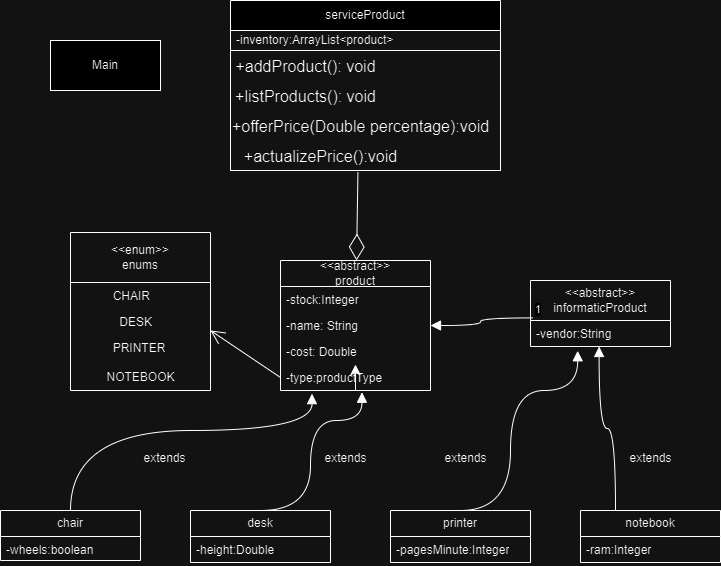 serviceProduct
-inventory:ArrayList<product>
+addProduct(): void
+listProducts(): void
+offerPrice(Double percentage):void
+actualizePrice():void
Main
<<enum>>
enums
CHAIR
DESK
PRINTER
NOTEBOOK
<<abstract>>
product
-stock:Integer
-name: String
-cost: Double
-type:productType
<<abstract>>
1 informaticProduct
-vendor:String
extends
extends
extends
extends
chair
-wheels:boolean
desk
-height:Double
printer
-pagesMinute:Integer
notebook
-ram:Integer